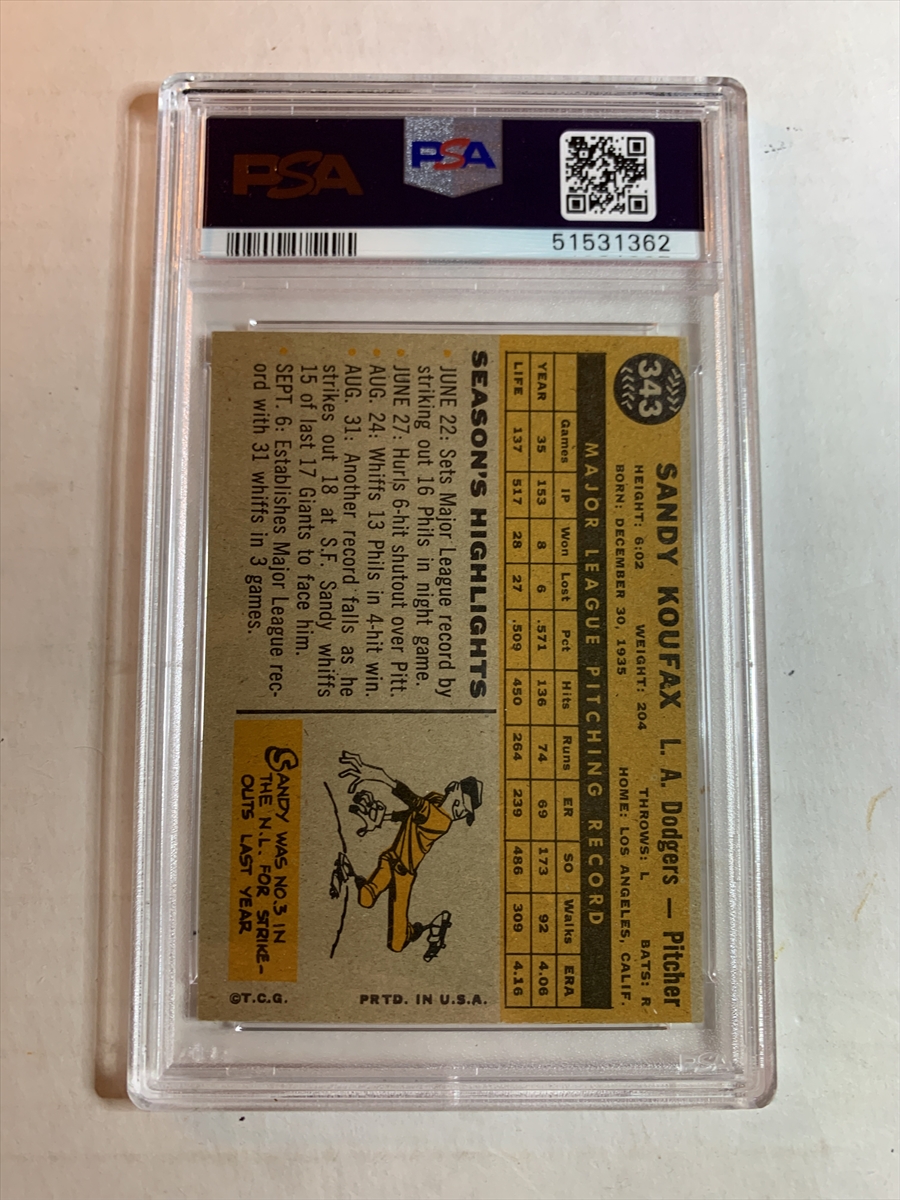 PSA
PSA
51531362
343
SANDY KOUFAX L. A. Dodgers — Pitcher
HEIGHT: 6:02 WEIGHT: 204 THROWS: L BATS: R
BORN: DECEMBER 30, 1935 HOME: LOS ANGELES, CALIF.
MAJOR LEAGUE PITCHING RECORD
Games IP Won Lost Pct Hits Runs ER SO Walks ERA
YEAR 35 153 8 6 .571 136 74 69 173 92 4.06
LIFE 137 517 28 27 .509 450 264 239 486 309 4.16
SEASON'S HIGHLIGHTS
• JUNE 22: Sets Major League record by
striking out 16 Phils in night game.
• JUNE 27: Hurls 6-hit shutout over Pitt.
• AUG. 24: Whiffs 13 Phils in 4-hit win.
• AUG. 31: Another record falls as he
strikes out 18 at S.F. Sandy whiffs
15 of last 17 Giants to face him.
• SEPT. 6: Establishes Major League rec-
ord with 31 whiffs in 3 games.
SANDY WAS NO.3 IN
THE N.L. FOR STRIKE-
OUTS LAST YEAR
©T.C.G. PRTD. IN U.S.A.
PSA